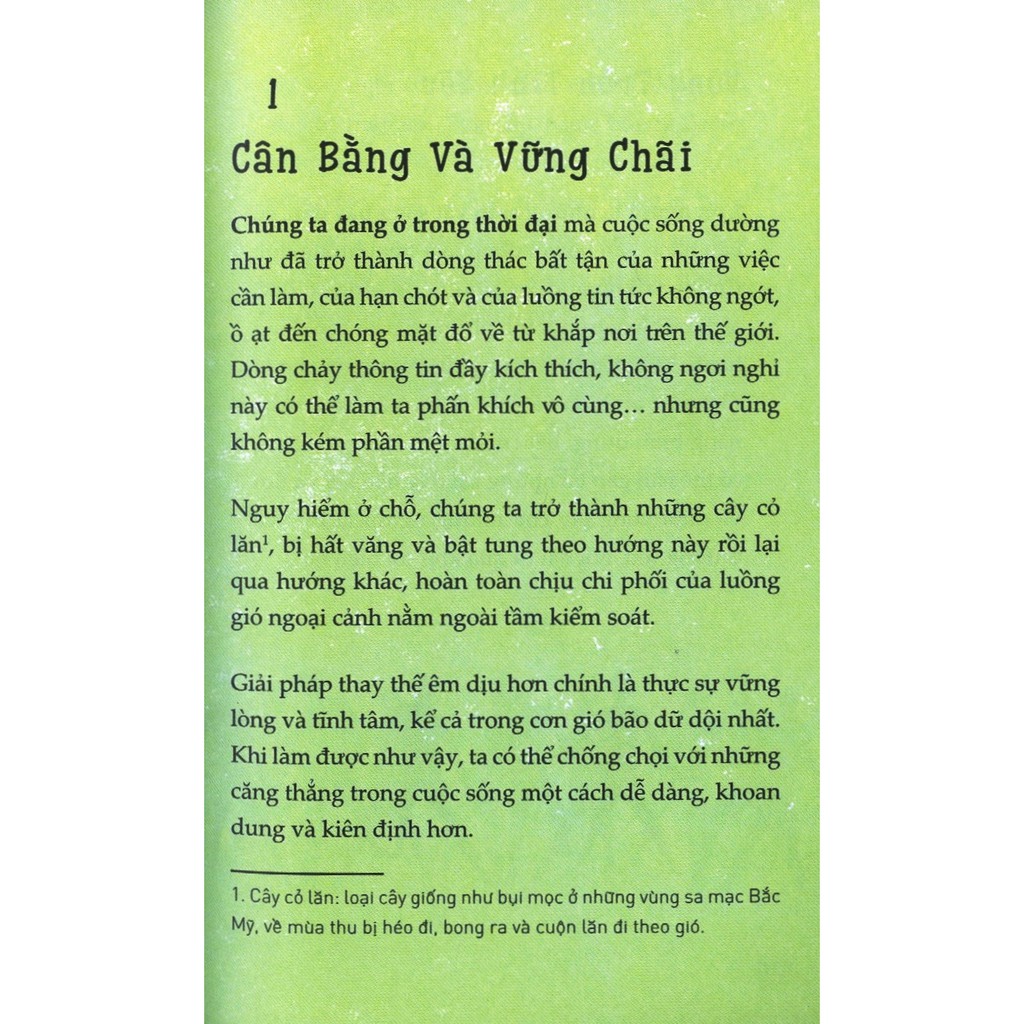 1
Cân Bằng Và Vững Chãi
Chúng ta đang ở trong thời đại mà cuộc sống dường
như đã trở thành dòng thác bất tận của những việc
cần làm, của hạn chót và của luồng tin tức không ngớt,
ồ ạt đến chóng mặt đổ về từ khắp nơi trên thế giới.
Dòng chảy thông tin đầy kích thích, không ngơi nghỉ
này có thể làm ta phấn khích vô cùng... nhưng cũng
không kém phần mệt mỏi.
Nguy hiểm ở chỗ, chúng ta trở thành những cây cỏ
lăn¹, bị hất văng và bật tung theo hướng này rồi lại
qua hướng khác, hoàn toàn chịu chi phối của luồng
gió ngoại cảnh nằm ngoài tầm kiểm soát.
Giải pháp thay thế êm dịu hơn chính là thực sự vững
lòng và tĩnh tâm, kể cả trong cơn gió bão dữ dội nhất.
Khi làm được như vậy, ta có thể chống chọi với những
căng thẳng trong cuộc sống một cách dễ dàng, khoan
dung và kiên định hơn.
1. Cây cỏ lăn: loại cây giống như bụi mọc ở những vùng sa mạc Bắc
Mỹ, về mùa thu bị héo đi, bong ra và cuộn lăn đi theo gió.